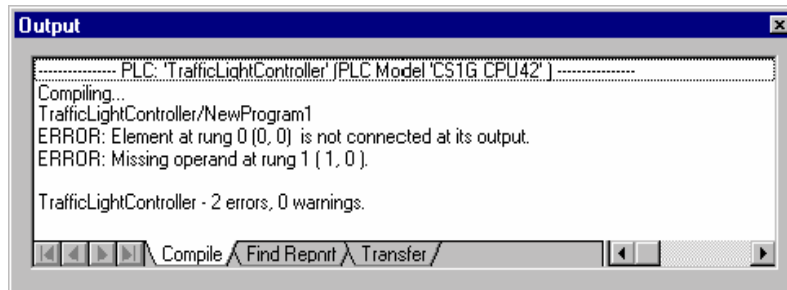 Output
---------------- PLC: 'TrafficLightController' (PLC Model 'CS1G CPU42' ) ----------------
Compiling...
TrafficLightController/NewProgram1
ERROR: Element at rung 0 (0, 0)  is not connected at its output.
ERROR: Missing operand at rung 1 ( 1, 0 ).
TrafficLightController - 2 errors, 0 warnings.
Compile Find Report Transfer